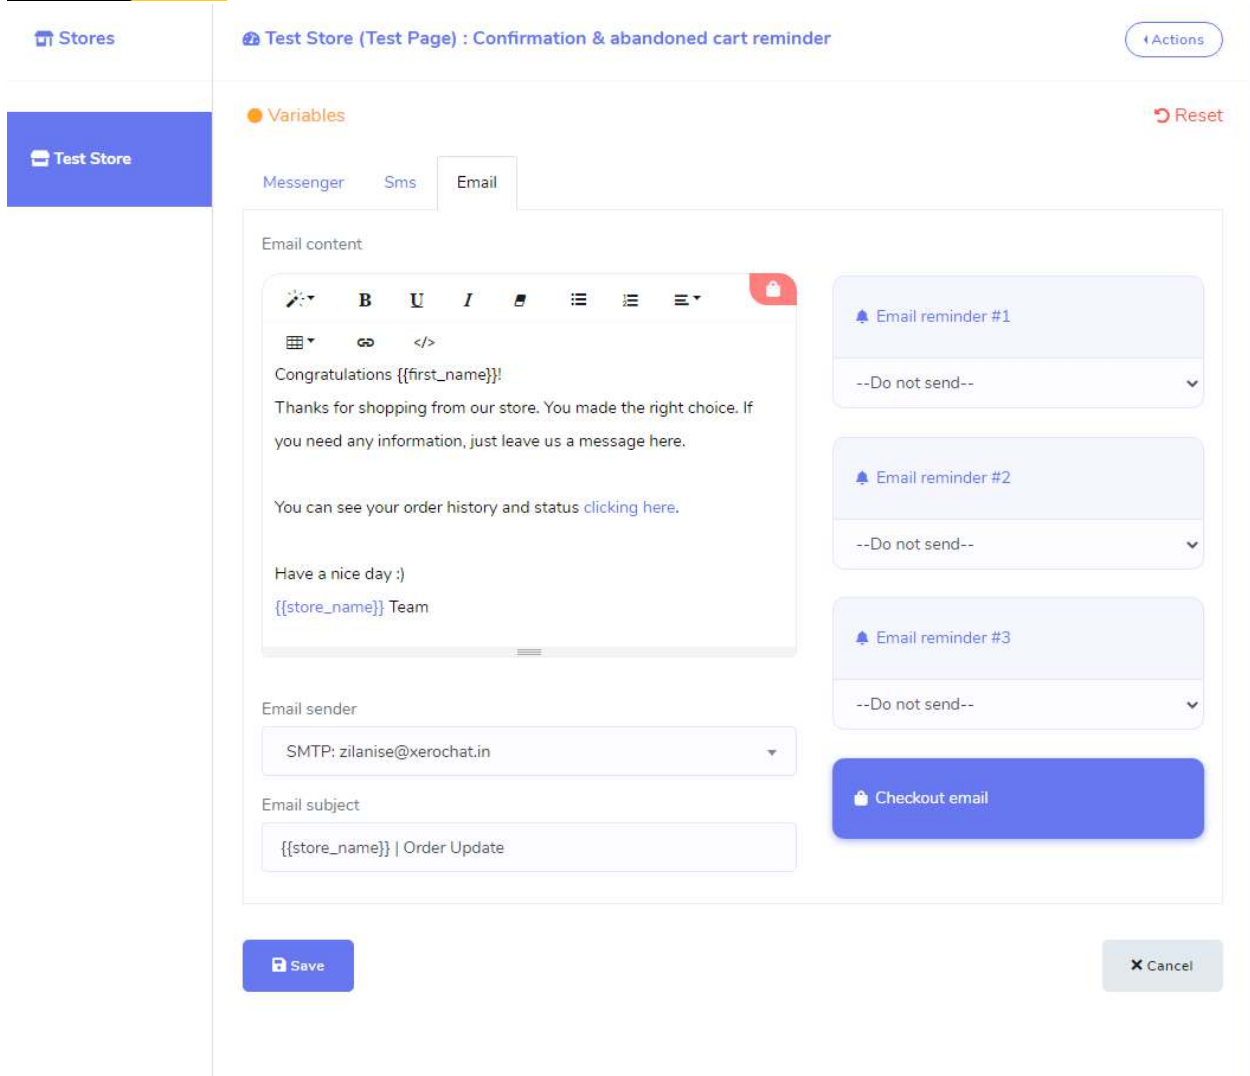 Stores
Test Store (Test Page) : Confirmation & abandoned cart reminder
Actions
Variables
Reset
Test Store
Messenger
Sms
Email
Email content
B U I
</>
Congratulations {{first_name}}!
Thanks for shopping from our store. You made the right choice. If
you need any information, just leave us a message here.
You can see your order history and status clicking here.
Have a nice day :)
{{store_name}} Team
Email reminder #1
--Do not send--
Email reminder #2
--Do not send--
Email reminder #3
--Do not send--
Checkout email
Email sender
SMTP: zilanise@xerochat.in
Email subject
{{store_name}} | Order Update
Save
Cancel